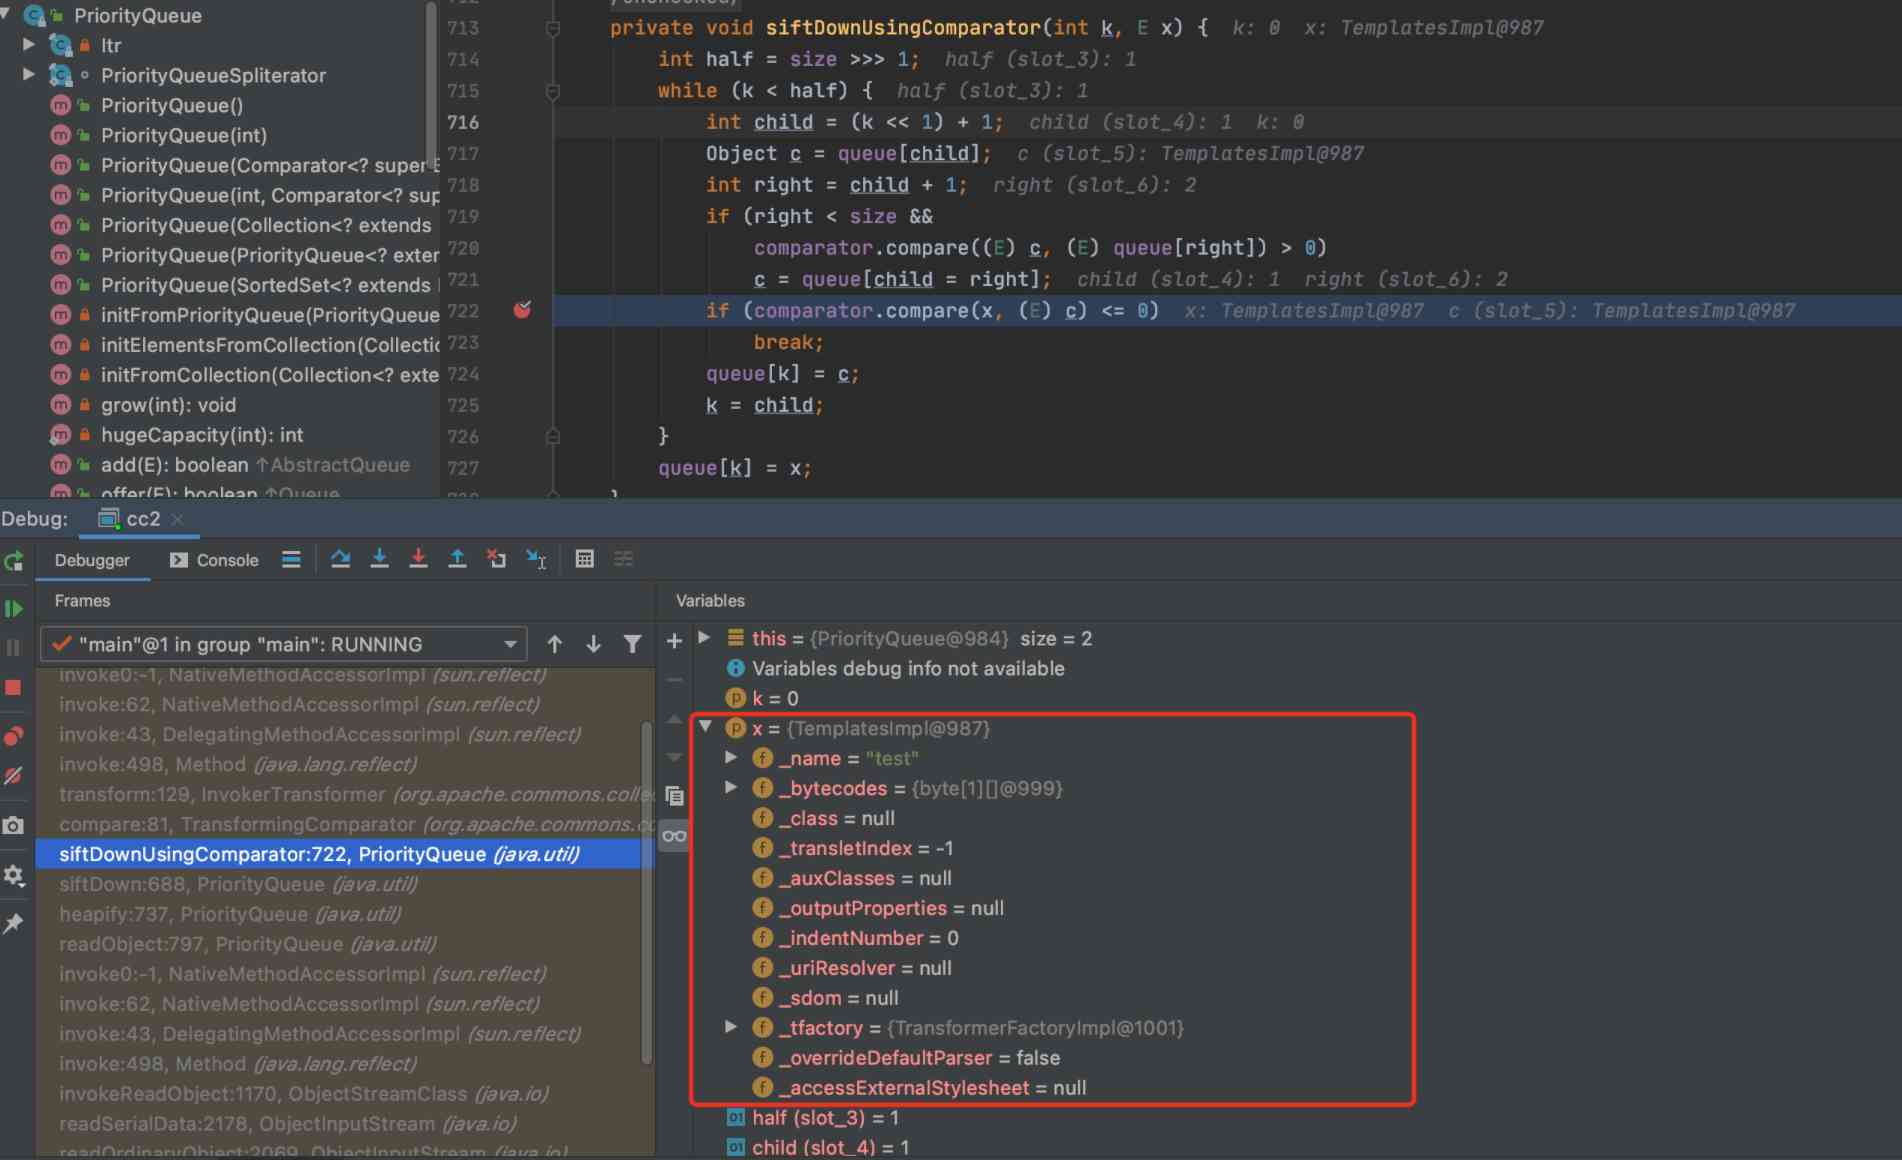 PriorityQueue
Itr
PriorityQueueSpliterator
PriorityQueue()
PriorityQueue(int)
PriorityQueue(Comparator<? super E
PriorityQueue(int, Comparator<? sup
PriorityQueue(Collection<? extends
PriorityQueue(PriorityQueue<? exter
PriorityQueue(SortedSet<? extends
initFromPriorityQueue(PriorityQueue
initElementsFromCollection(Collectic
initFromCollection(Collection<? exte
grow(int): void
hugeCapacity(int): int
add(E): boolean ↑AbstractQueue
offer(E): boolean ↑Queue
713 private void siftDownUsingComparator(int k, E x) { k: 0 x: TemplatesImpl@987
714 int half = size >>> 1; half (slot_3): 1
715 while (k < half) { half (slot_3): 1
716 int child = (k << 1) + 1; child (slot_4): 1 k: 0
717 Object c = queue[child]; c (slot_5): TemplatesImpl@987
718 int right = child + 1; right (slot_6): 2
719 if (right < size &&
720 comparator.compare((E) c, (E) queue[right]) > 0)
721 c = queue[child = right]; child (slot_4): 1 right (slot_6): 2
722 if (comparator.compare(x, (E) c) <= 0) x: TemplatesImpl@987 c (slot_5): TemplatesImpl@987
723 break;
724 queue[k] = c;
725 k = child;
726 }
727 queue[k] = x;
Debug: cc2
Debugger Console
Frames
"main"@1 in group "main": RUNNING
invoke0:-1, NativeMethodAccessorImpl (sun.reflect)
invoke:62, NativeMethodAccessorImpl (sun.reflect)
invoke:43, DelegatingMethodAccessorImpl (sun.reflect)
invoke:498, Method (java.lang.reflect)
transform:129, InvokerTransformer (org.apache.commons.colle
compare:81, TransformingComparator (org.apache.commons.co
siftDownUsingComparator:722, PriorityQueue (java.util)
siftDown:688, PriorityQueue (java.util)
heapify:737, PriorityQueue (java.util)
readObject:797, PriorityQueue (java.util)
invoke0:-1, NativeMethodAccessorImpl (sun.reflect)
invoke:62, NativeMethodAccessorImpl (sun.reflect)
invoke:43, DelegatingMethodAccessorImpl (sun.reflect)
invoke:498, Method (java.lang.reflect)
invokeReadObject:1170, ObjectStreamClass (java.io)
readSerialData:2178, ObjectInputStream (java.io)
readOrdinaryObject:2069, ObjectInputStream (java.io)
Variables
this = {PriorityQueue@984} size = 2
Variables debug info not available
k = 0
x = {TemplatesImpl@987}
_name = "test"
_bytecodes = {byte[1][]@999}
_class = null
_transletIndex = -1
_auxClasses = null
_outputProperties = null
_indentNumber = 0
_uriResolver = null
_sdom = null
_tfactory = {TransformerFactoryImpl@1001}
_overrideDefaultParser = false
_accessExternalStylesheet = null
half (slot_3) = 1
child (slot_4) = 1